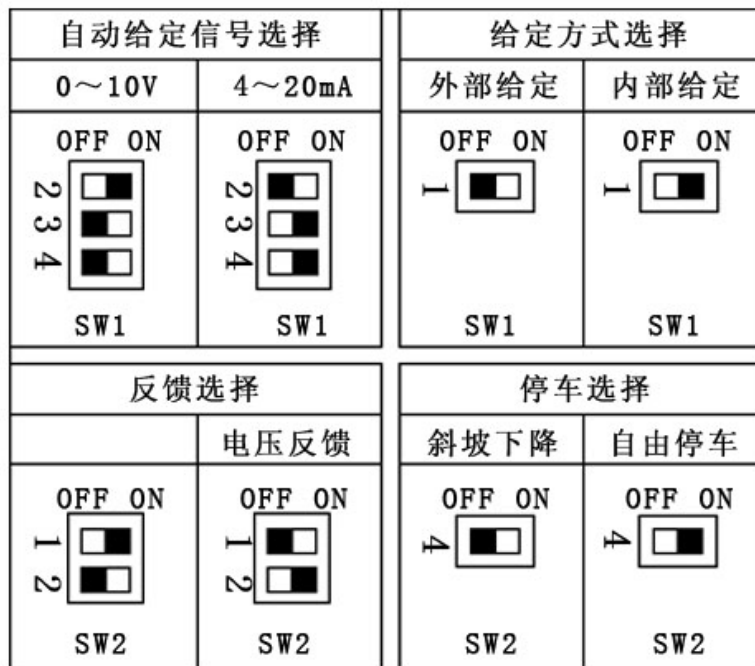 自动给定信号选择
给定方式选择
0～10V
4～20mA
外部给定
内部给定
OFF ON
OFF ON
OFF ON
OFF ON
2
3
4
2
3
4
1
1
SW1
SW1
SW1
SW1
反馈选择
停车选择
电压反馈
斜坡下降
自由停车
OFF ON
OFF ON
OFF ON
OFF ON
1
2
1
2
4
4
SW2
SW2
SW2
SW2